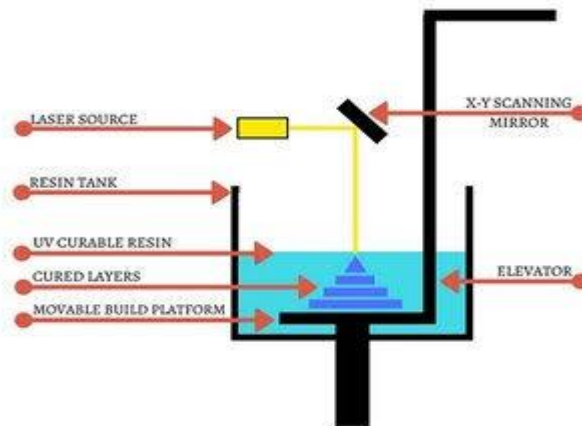 LASER SOURCE
X-Y SCANNING
MIRROR
RESIN TANK
UV CURABLE RESIN
CURED LAYERS
ELEVATOR
MOVABLE BUILD PLATFORM